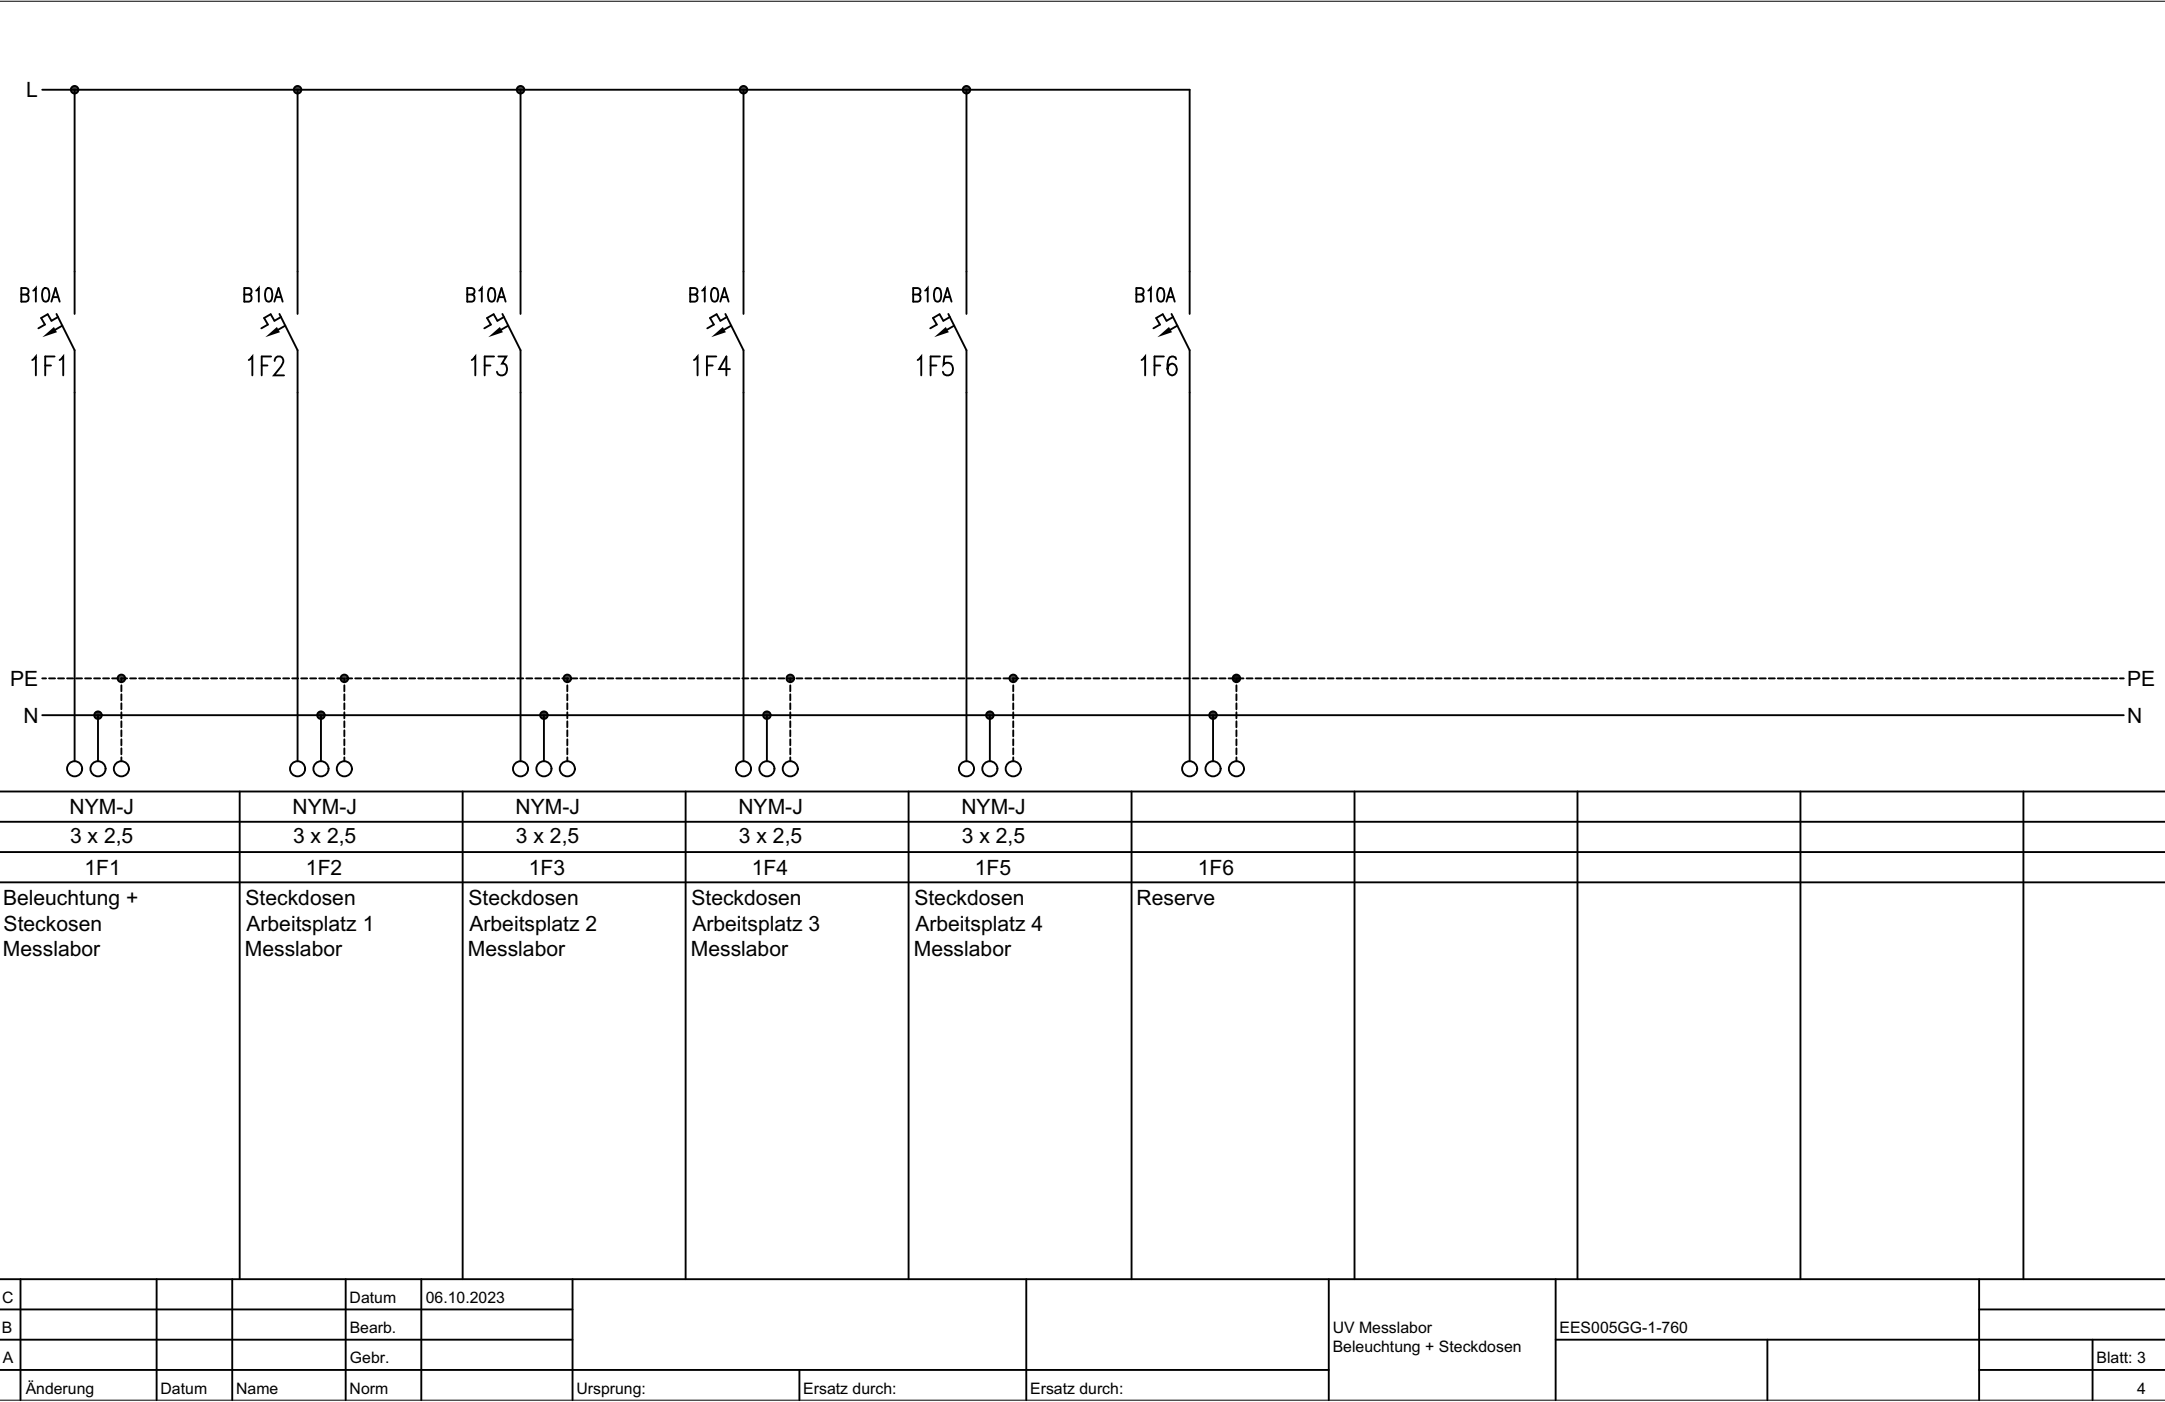 L
B10A B10A B10A B10A B10A B10A
1F1 1F2 1F3 1F4 1F5 1F6
PE PE
N N
NYM-J NYM-J NYM-J NYM-J NYM-J
3 x 2,5 3 x 2,5 3 x 2,5 3 x 2,5 3 x 2,5
1F1 1F2 1F3 1F4 1F5 1F6
Beleuchtung +
Steckosen
Messlabor
Steckdosen
Arbeitsplatz 1
Messlabor
Steckdosen
Arbeitsplatz 2
Messlabor
Steckdosen
Arbeitsplatz 3
Messlabor
Steckdosen
Arbeitsplatz 4
Messlabor
Reserve
C Datum 06.10.2023
B Bearb.
A Gebr.
Änderung Datum Name Norm Ursprung: Ersatz durch: Ersatz durch:
UV Messlabor
Beleuchtung + Steckdosen
EES005GG-1-760
Blatt: 3
4